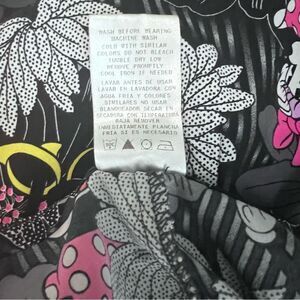 WASH BEFORE WEARING
MACHINE WASH
COLD WITH SIMILAR
COLORS DO NOT BLEACH
TUMBLE DRY LOW
REMOVE PROMPTLY
COOL IRON IF NEEDED
LAVAR ANTES DE USAR
LAVAR EN LAVADORA CON
AGUA FRIA Y COLORES
SIMILARES NO USAR
BLANQUEADOR SECAR EN
SECADORA CON TEMPERATURA
BAJA REMOVER
INMEDIATAMENTE PLANCHA
FRIA SI ES NECESARIO